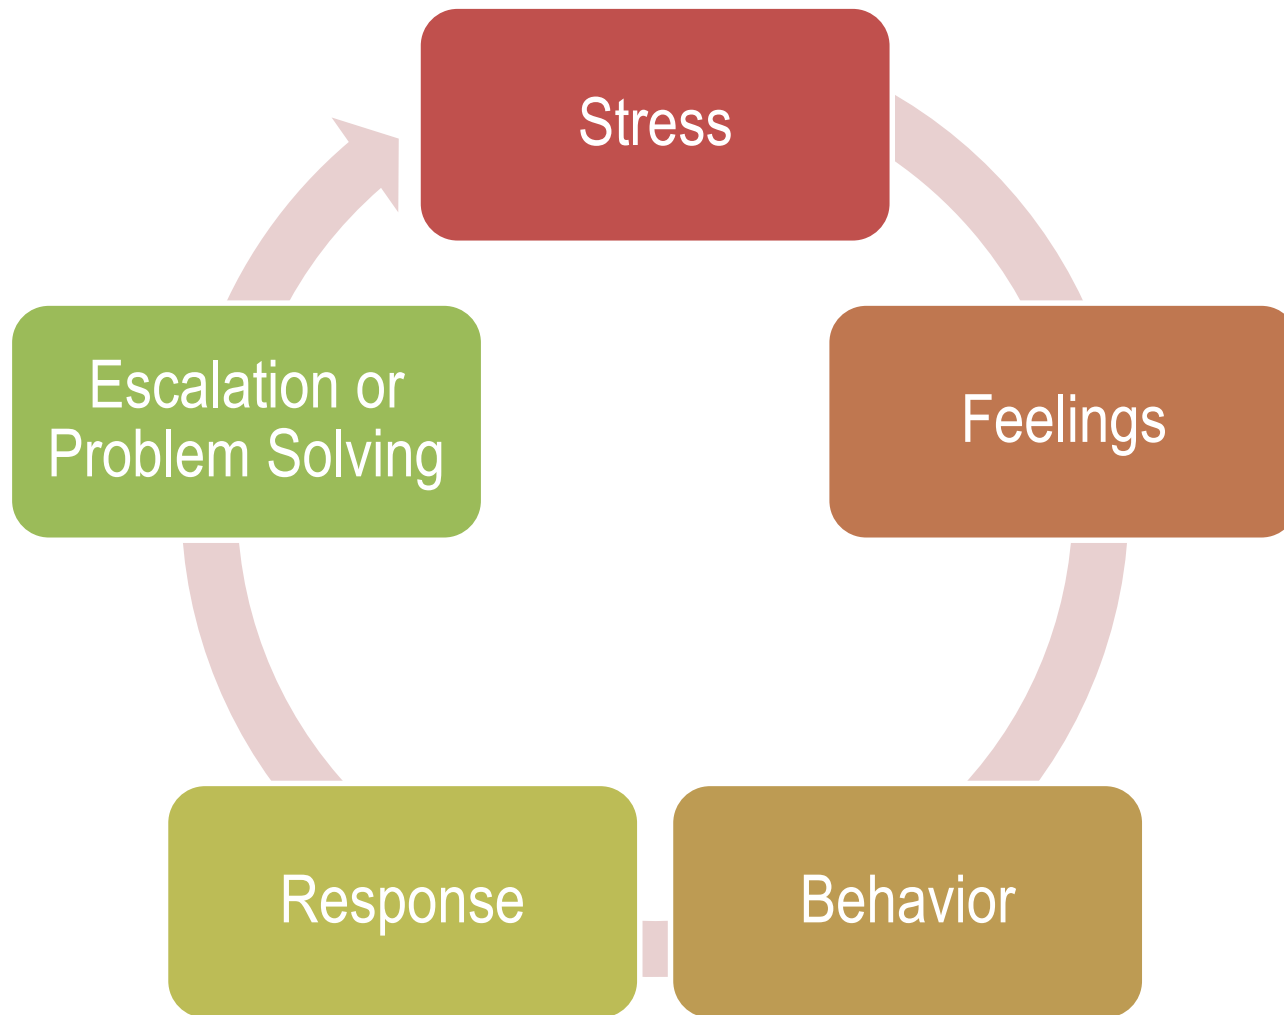 Stress
Feelings
Behavior
Response
Escalation or
Problem Solving